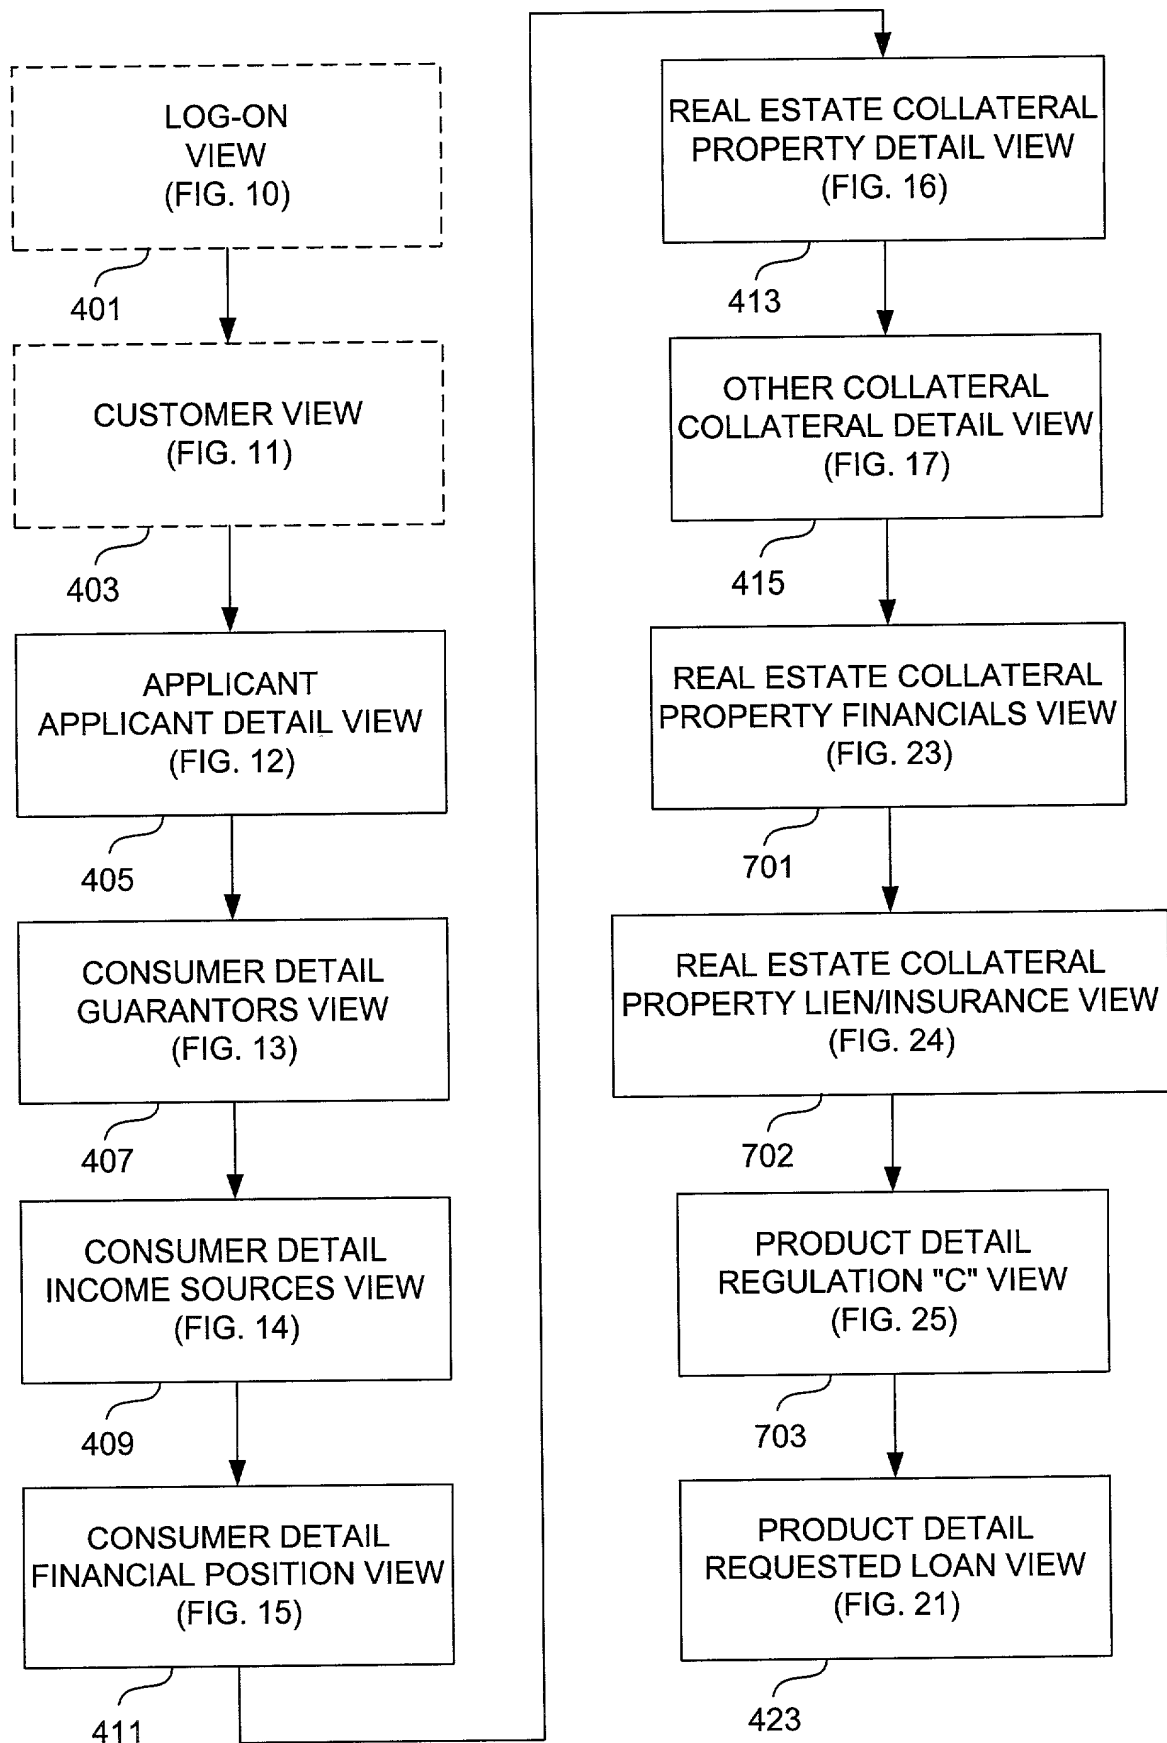 LOG-ON
VIEW
(FIG. 10)
401
CUSTOMER VIEW
(FIG. 11)
403
APPLICANT
APPLICANT DETAIL VIEW
(FIG. 12)
405
CONSUMER DETAIL
GUARANTORS VIEW
(FIG. 13)
407
CONSUMER DETAIL
INCOME SOURCES VIEW
(FIG. 14)
409
CONSUMER DETAIL
FINANCIAL POSITION VIEW
(FIG. 15)
411
REAL ESTATE COLLATERAL
PROPERTY DETAIL VIEW
(FIG. 16)
413
OTHER COLLATERAL
COLLATERAL DETAIL VIEW
(FIG. 17)
415
REAL ESTATE COLLATERAL
PROPERTY FINANCIALS VIEW
(FIG. 23)
701
REAL ESTATE COLLATERAL
PROPERTY LIEN/INSURANCE VIEW
(FIG. 24)
702
PRODUCT DETAIL
REGULATION "C" VIEW
(FIG. 25)
703
PRODUCT DETAIL
REQUESTED LOAN VIEW
(FIG. 21)
423